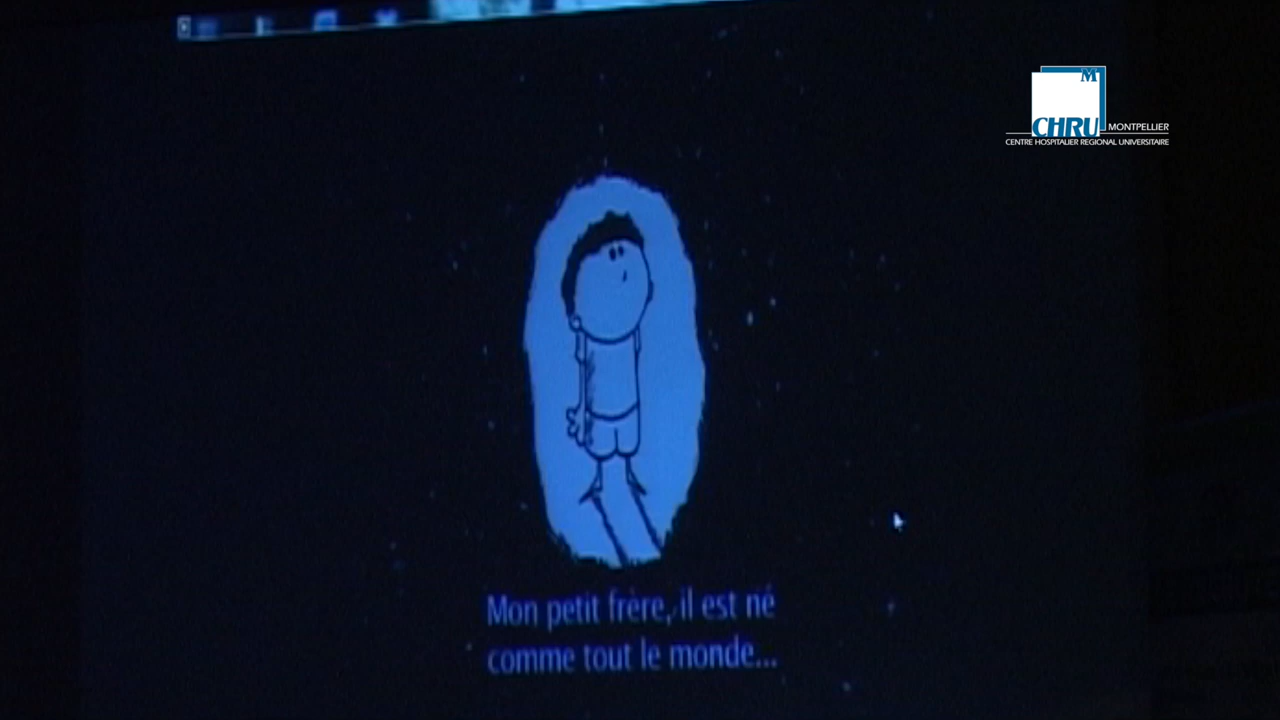 M
CHRU MONTPELLIER
CENTRE HOSPITALIER REGIONAL UNIVERSITAIRE
Mon petit frère, il est né
comme tout le monde...